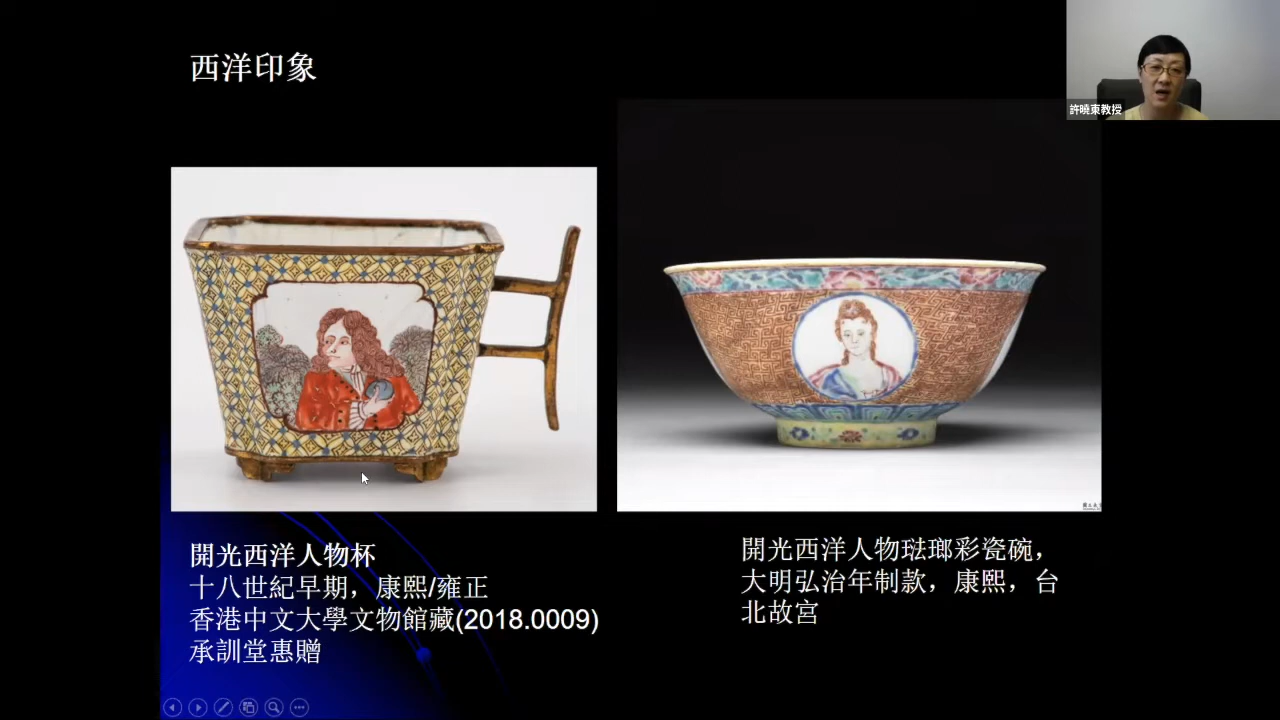 西洋印象
許曉東教授
開光西洋人物杯
十八世紀早期，康熙/雍正
香港中文大學文物館藏(2018.0009)
承訓堂惠贈
開光西洋人物琺瑯彩瓷碗，
大明弘治年制款，康熙，台
北故宮